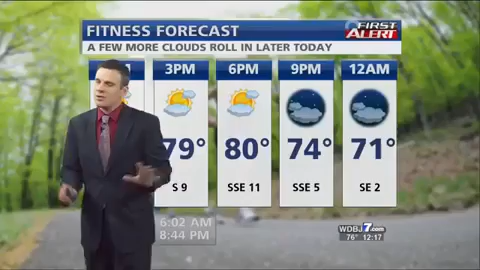 FITNESS FORECAST
FIRST ALERT
A FEW MORE CLOUDS ROLL IN LATER TODAY
3PM 6PM 9PM 12AM
79° 80° 74° 71°
S 9 SSE 11 SSE 5 SE 2
6:02 AM
8:44 PM
WDBJ7.com
76° 12:17